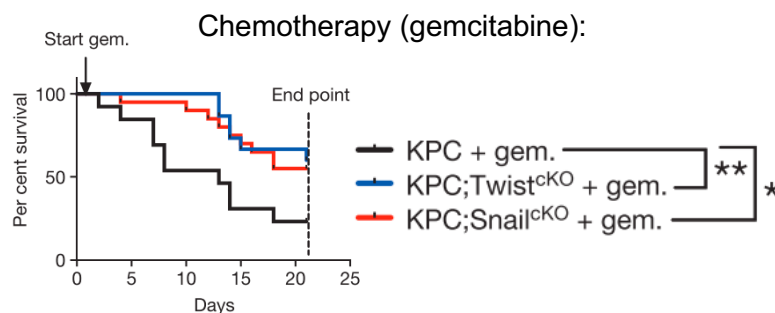 Chemotherapy (gemcitabine):
Start gem.
End point
Per cent survival
100
50
0
0 5 10 15 20 25
Days
KPC + gem.
KPC;Twist^cKO + gem.
KPC;Snail^cKO + gem.
**
*